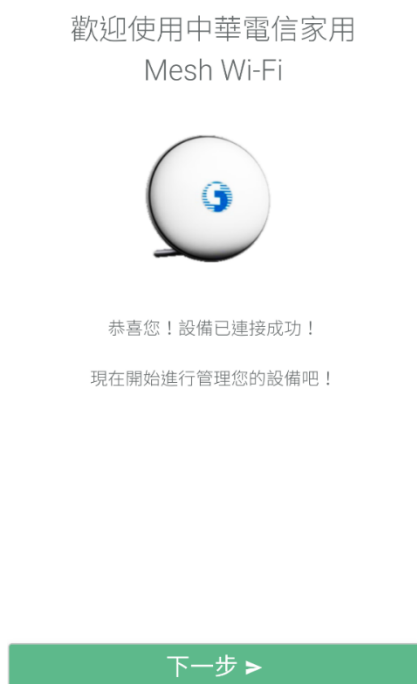 歡迎使用中華電信家用
Mesh Wi-Fi
恭喜您！設備已連接成功！
現在開始進行管理您的設備吧！
下一步